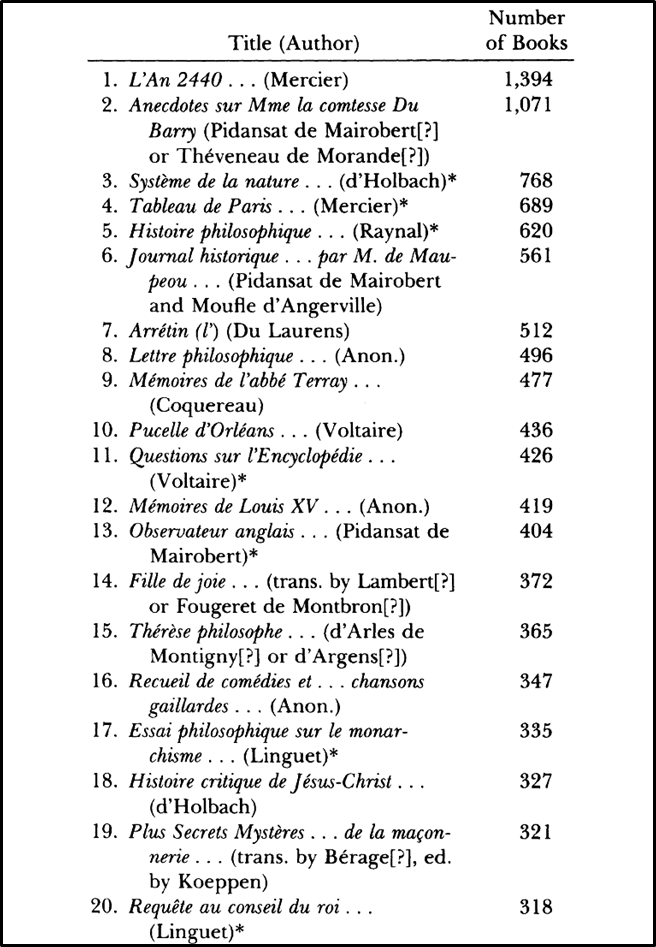 Number
Title (Author) of Books
1. L'An 2440 . . . (Mercier) 1,394
2. Anecdotes sur Mme la comtesse Du 1,071
Barry (Pidansat de Mairobert[?]
or Théveneau de Morande[?])
3. Système de la nature . . . (d'Holbach)* 768
4. Tableau de Paris . . . (Mercier)* 689
5. Histoire philosophique . . . (Raynal)* 620
6. Journal historique . . . par M. de Mau- 561
peou . . . (Pidansat de Mairobert
and Moufle d'Angerville)
7. Arrétin (l') (Du Laurens) 512
8. Lettre philosophique . . . (Anon.) 496
9. Mémoires de l'abbé Terray . . . 477
(Coquereau)
10. Pucelle d'Orléans . . . (Voltaire) 436
11. Questions sur l'Encyclopédie . . . 426
(Voltaire)*
12. Mémoires de Louis XV . . . (Anon.) 419
13. Observateur anglais . . . (Pidansat de 404
Mairobert)*
14. Fille de joie . . . (trans. by Lambert[?] 372
or Fougeret de Montbron[?])
15. Thérèse philosophe . . . (d'Arles de 365
Montigny[?] or d'Argens[?])
16. Recueil de comédies et . . . chansons 347
gaillardes . . . (Anon.)
17. Essai philosophique sur le monar- 335
chisme . . . (Linguet)*
18. Histoire critique de Jésus-Christ . . . 327
(d'Holbach)
19. Plus Secrets Mystères . . . de la maçon- 321
nerie . . . (trans. by Bérage[?], ed.
by Koeppen)
20. Requête au conseil du roi . . . 318
(Linguet)*